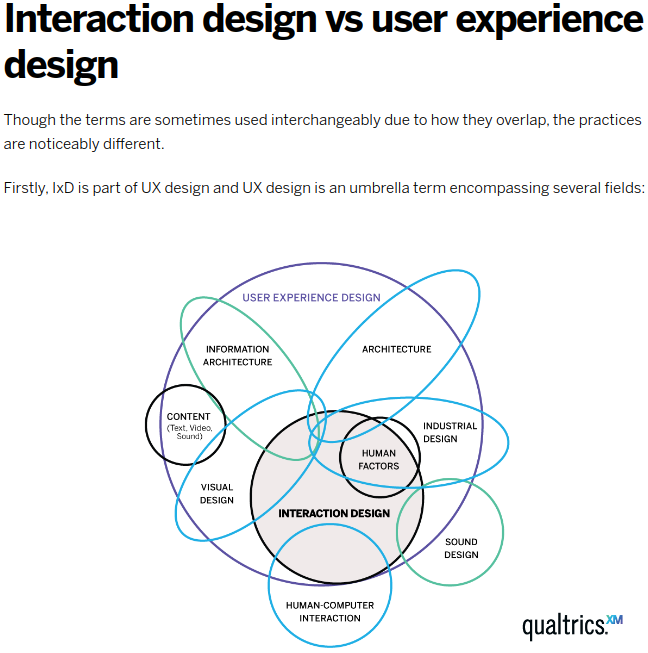 Interaction design vs user experience
design
Though the terms are sometimes used interchangeably due to how they overlap, the practices
are noticeably different.
Firstly, IxD is part of UX design and UX design is an umbrella term encompassing several fields:
USER EXPERIENCE DESIGN
INFORMATION
ARCHITECTURE
ARCHITECTURE
CONTENT
(Text, Video,
Sound)
INDUSTRIAL
DESIGN
HUMAN
FACTORS
VISUAL
DESIGN
INTERACTION DESIGN
SOUND
DESIGN
HUMAN-COMPUTER
INTERACTION
qualtrics.XM